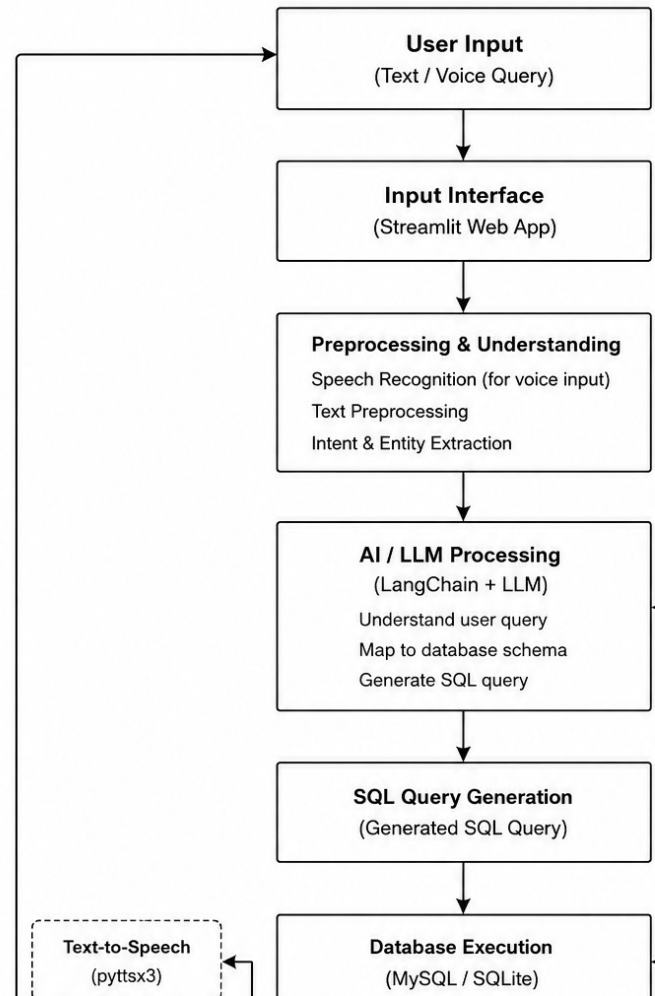 User Input
(Text / Voice Query)
Input Interface
(Streamlit Web App)
Preprocessing & Understanding
Speech Recognition (for voice input)
Text Preprocessing
Intent & Entity Extraction
AI / LLM Processing
(LangChain + LLM)
Understand user query
Map to database schema
Generate SQL query
SQL Query Generation
(Generated SQL Query)
Text-to-Speech
(pyttsx3)
Database Execution
(MySQL / SQLite)